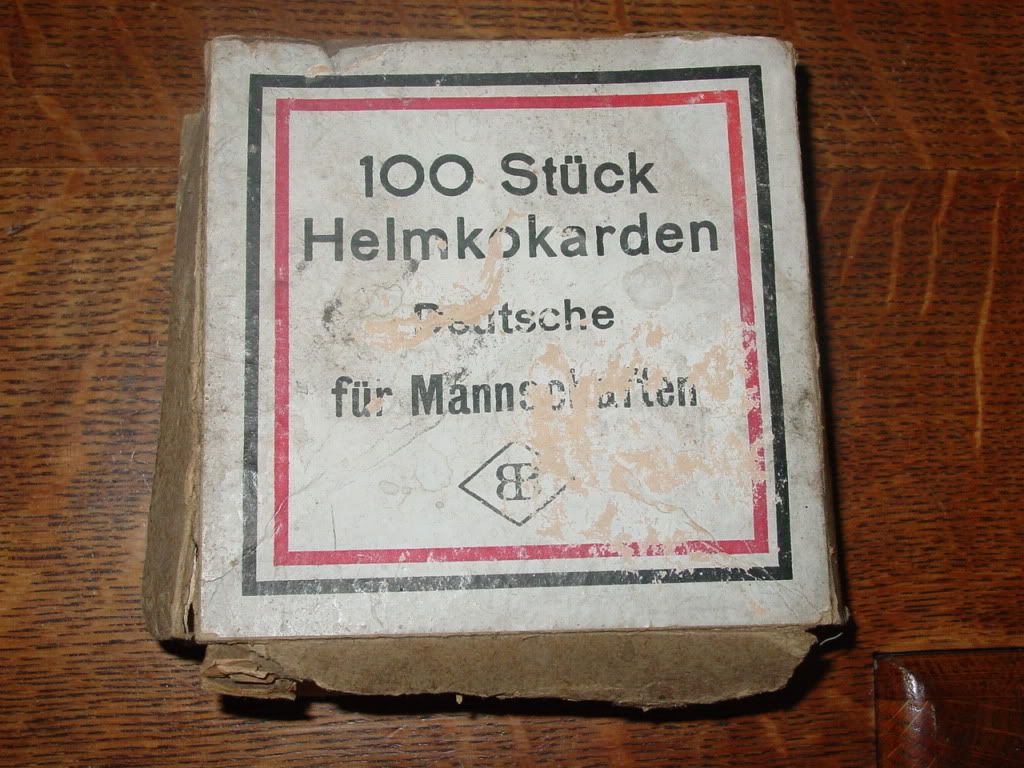 100 Stück
Helmkokarden
Deutsche
für Mannschaften